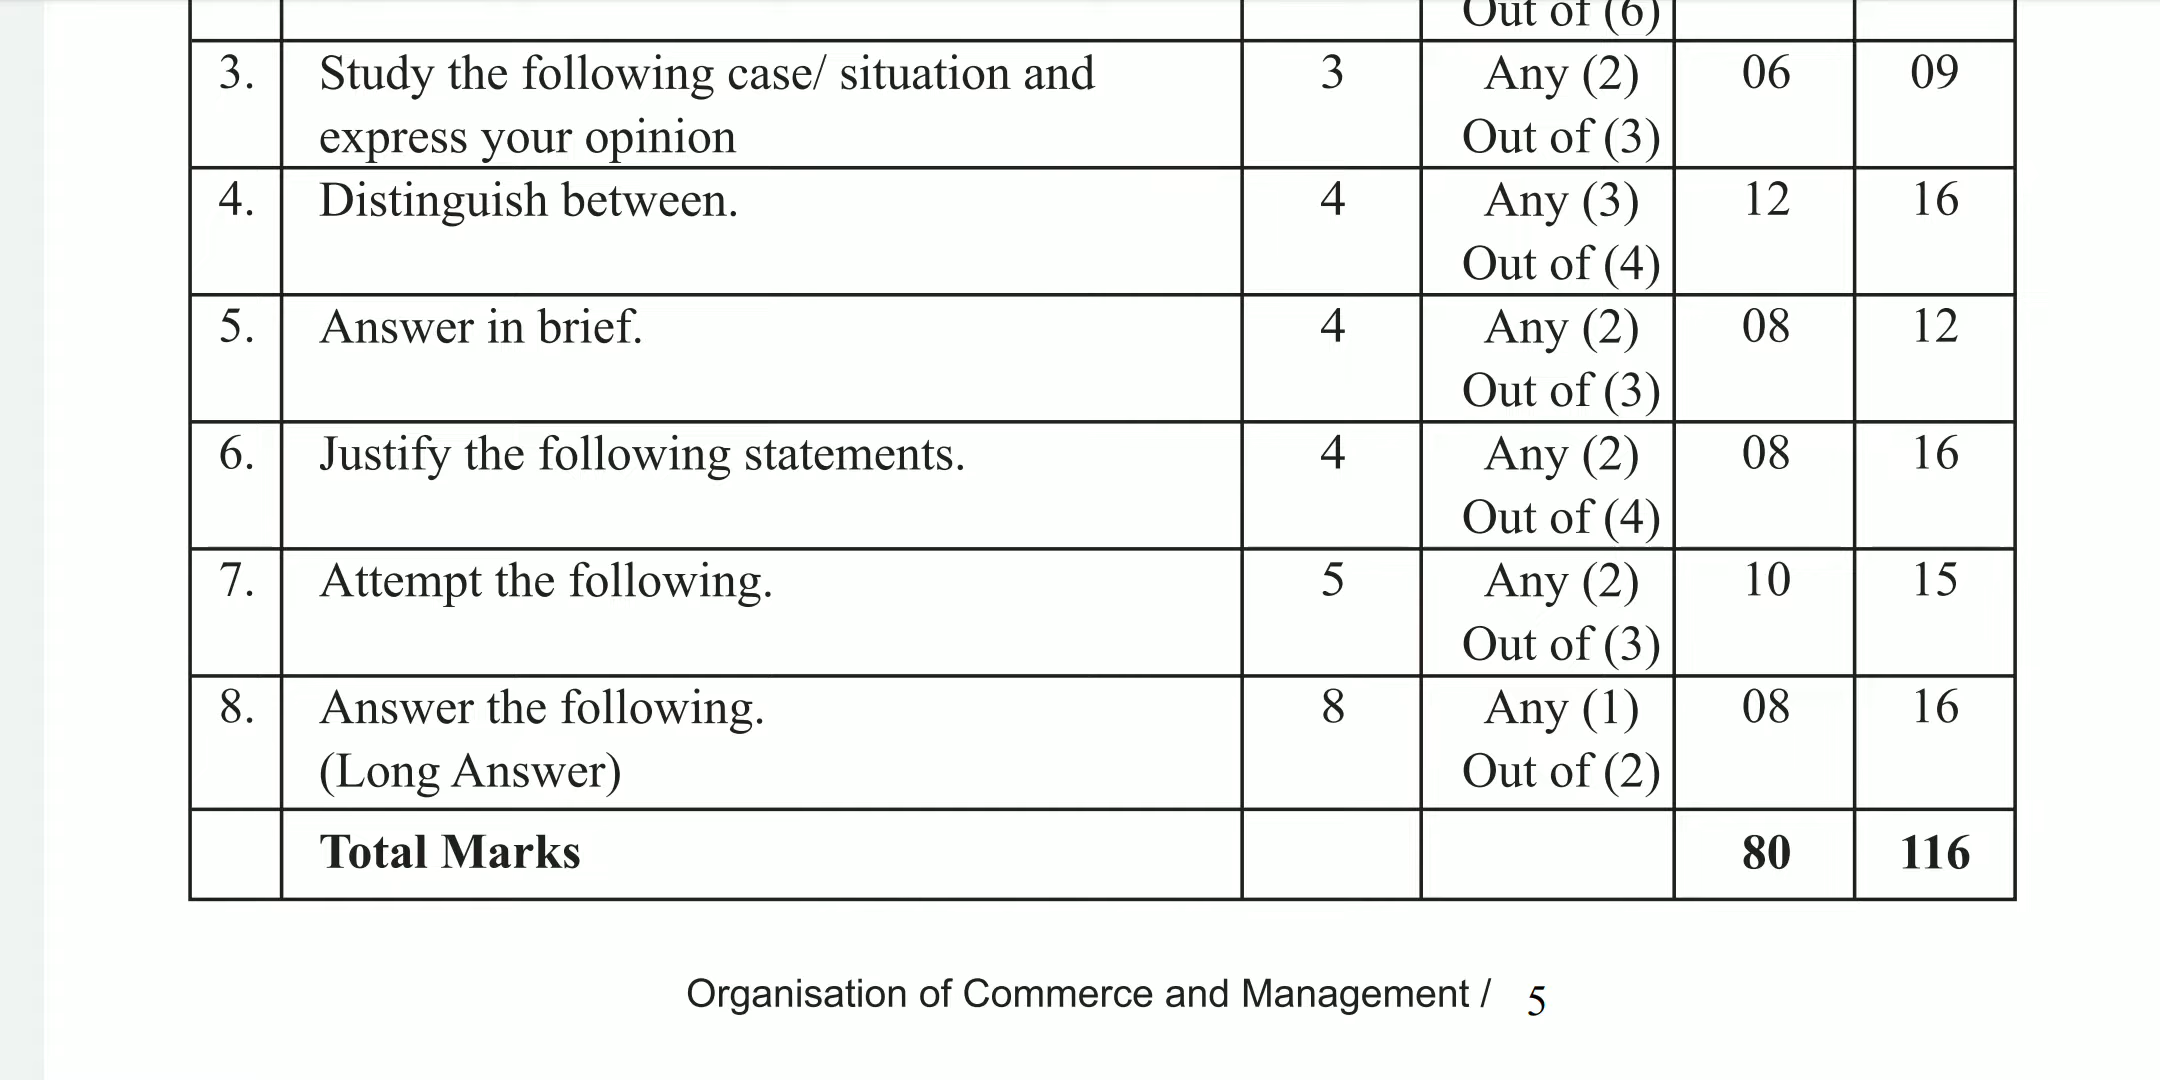 Out of (6)
3. Study the following case/ situation and 3 Any (2) 06 09
express your opinion Out of (3)
4. Distinguish between. 4 Any (3) 12 16
Out of (4)
5. Answer in brief. 4 Any (2) 08 12
Out of (3)
6. Justify the following statements. 4 Any (2) 08 16
Out of (4)
7. Attempt the following. 5 Any (2) 10 15
Out of (3)
8. Answer the following. 8 Any (1) 08 16
(Long Answer) Out of (2)
Total Marks 80 116
Organisation of Commerce and Management / 5